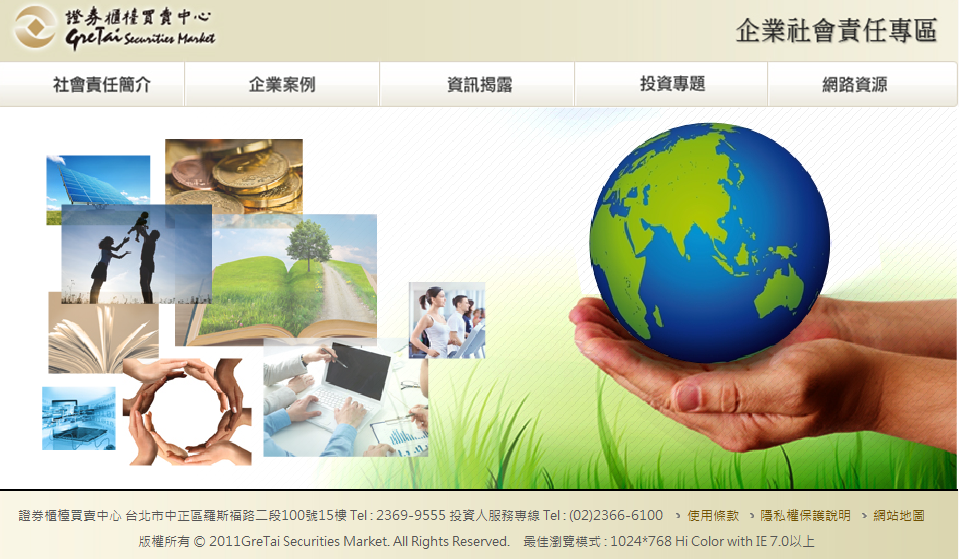 證券櫃檯買賣中心
GreTai Securities Market
企業社會責任專區
社會責任簡介 企業案例 資訊揭露 投資專題 網路資源
證券櫃檯買賣中心 台北市中正區羅斯福路二段100號15樓 Tel : 2369-9555 投資人服務專線 Tel : (02)2366-6100 › 使用條款 › 隱私權保護說明 › 網站地圖
版權所有 © 2011GreTai Securities Market. All Rights Reserved. 最佳瀏覽模式 : 1024*768 Hi Color with IE 7.0以上